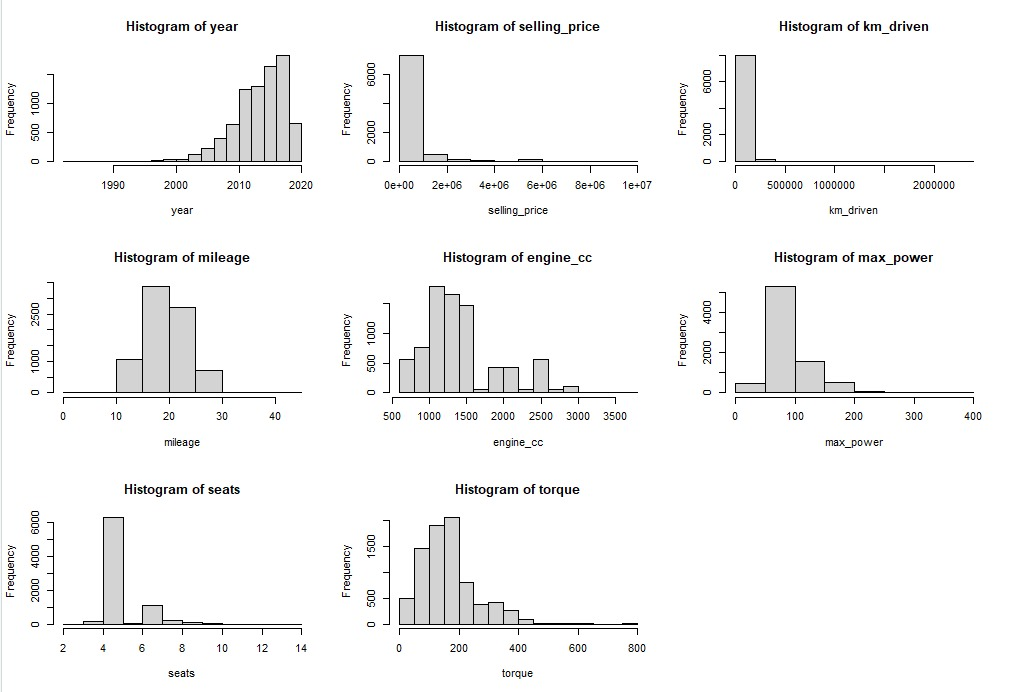 Histogram of year
Frequency
0 500 1000
1990 2000 2010 2020
year
Histogram of selling_price
Frequency
0 2000 6000
0e+00 2e+06 4e+06 6e+06 8e+06 1e+07
selling_price
Histogram of km_driven
Frequency
0 2000 6000
0 500000 1000000 2000000
km_driven
Histogram of mileage
Frequency
0 1000 2500
0 10 20 30 40
mileage
Histogram of engine_cc
Frequency
0 500 1000
500 1000 1500 2000 2500 3000 3500
engine_cc
Histogram of max_power
Frequency
0 2000 4000
0 100 200 300 400
max_power
Histogram of seats
Frequency
0 2000 4000 6000
2 4 6 8 10 12 14
seats
Histogram of torque
Frequency
0 500 1500
0 200 400 600 800
torque